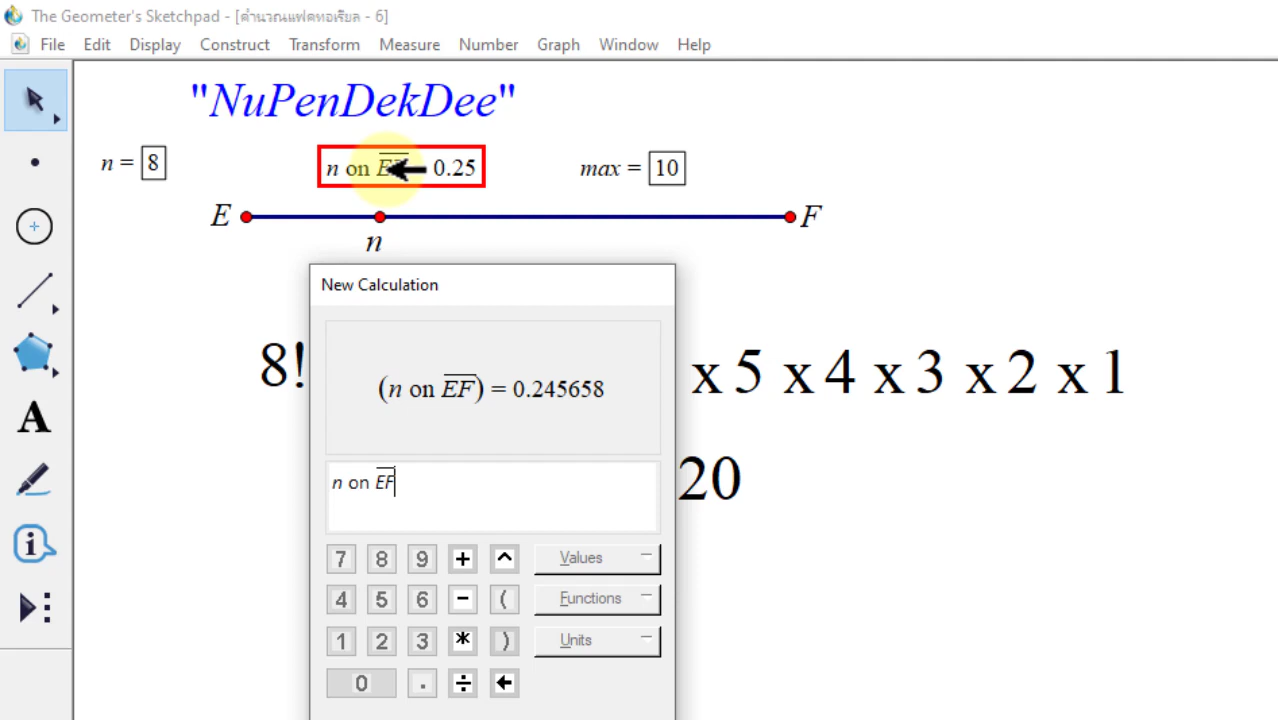 The Geometer's Sketchpad - [คำนวณแฟคทอเรียล - 6]
File Edit Display Construct Transform Measure Number Graph Window Help
"NuPenDekDee"
n = 8
n on EF 0.25
max = 10
E
F
n
New Calculation
(n on EF) = 0.245658
8!
x 5 x 4 x 3 x 2 x 1
n on EF
20
7 8 9 + ^ Values
4 5 6 - ( Functions
1 2 3 * ) Units
0 . ÷
A
i